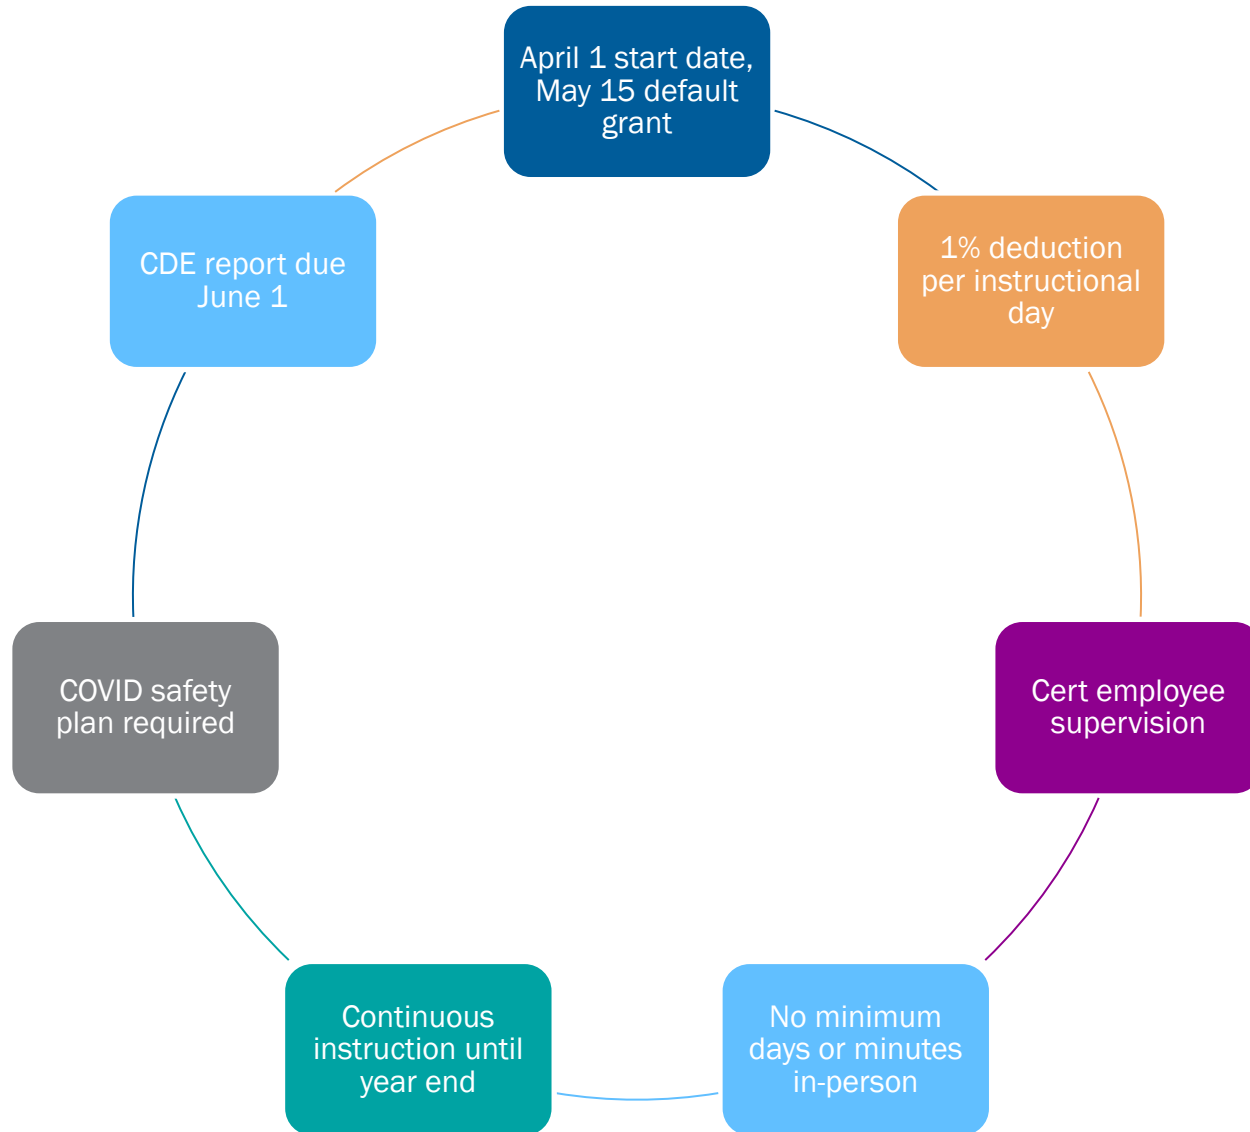 April 1 start date,
May 15 default
grant
1% deduction
per instructional
day
Cert employee
supervision
No minimum
days or minutes
in-person
Continuous
instruction until
year end
COVID safety
plan required
CDE report due
June 1